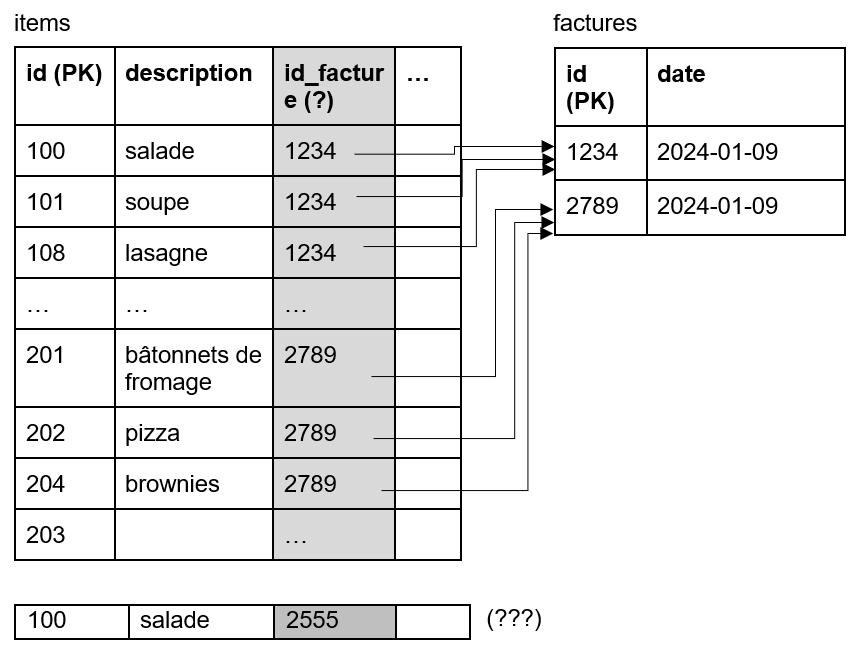 items
id (PK) description id_factur …
e (?)
100 salade 1234
101 soupe 1234
108 lasagne 1234
… … …
201 bâtonnets de 2789
fromage
202 pizza 2789
204 brownies 2789
203 …
factures
id date
(PK)
1234 2024-01-09
2789 2024-01-09
100 salade 2555 (???)